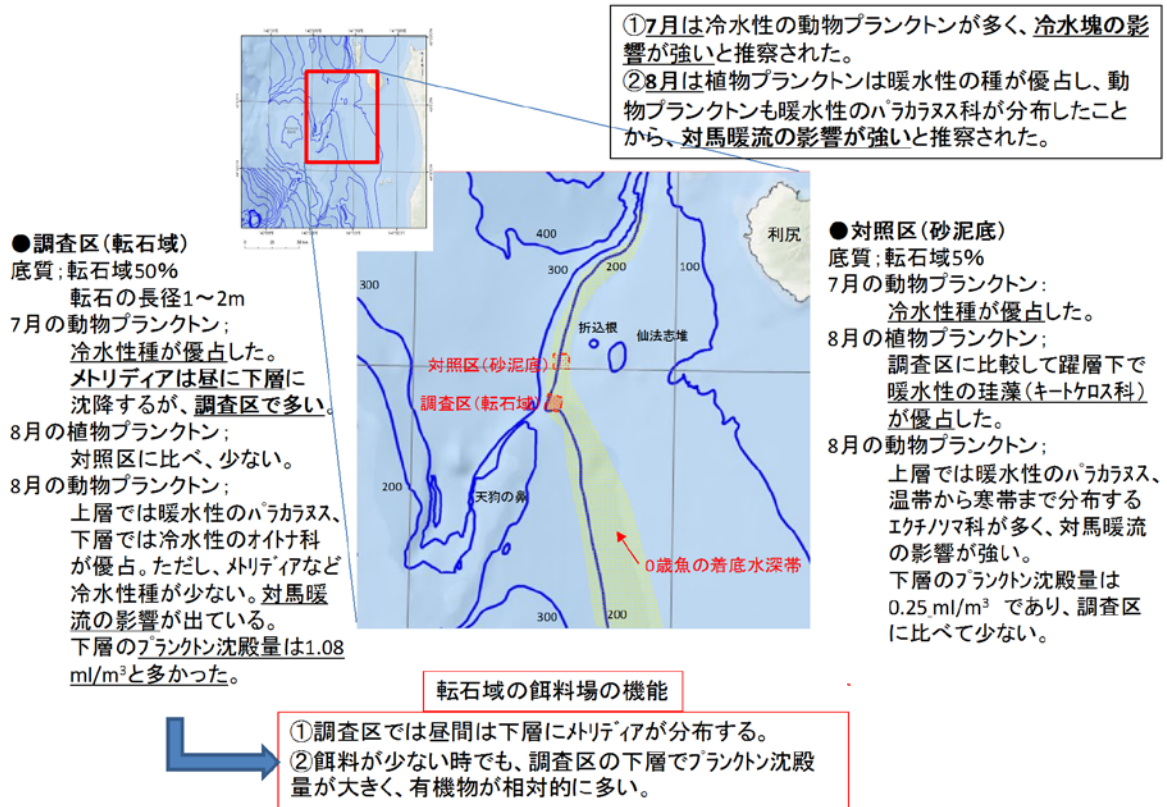 ①7月は冷水性の動物プランクトンが多く、冷水塊の影
響が強いと推察された。
②8月は植物プランクトンは暖水性の種が優占し、動
物プランクトンも暖水性のパラカラヌス科が分布したこと
から、対馬暖流の影響が強いと推察された。
●調査区(転石域)
底質;転石域50%
転石の長径1～2m
7月の動物プランクトン;
冷水性種が優占した。
メトリディアは昼に下層に
沈降するが、調査区で多い。
8月の植物プランクトン;
対照区に比べ、少ない。
8月の動物プランクトン;
上層では暖水性のパラカラヌス、
下層では冷水性のオイトナ科
が優占。ただし、メトリディアなど
冷水性種が少ない。対馬暖
流の影響が出ている。
下層のプランクトン沈殿量は1.08
ml/m³と多かった。
400
300
200
100
利尻
300
折込根
仙法志堆
対照区(砂泥底)
調査区(転石域)
200
天狗の鼻
0歳魚の着底水深帯
300
200
●対照区(砂泥底)
底質;転石域5%
7月の動物プランクトン:
冷水性種が優占した。
8月の植物プランクトン:
調査区に比較して躍層下で
暖水性の珪藻(キートケロス科)
が優占した。
8月の動物プランクトン;
上層では暖水性のパラカラヌス、
温帯から寒帯まで分布する
エクチノソマ科が多く、対馬暖流
の影響が強い。
下層のプランクトン沈殿量は
0.25 ml/m³ であり、調査区
に比べて少ない。
転石域の餌料場の機能
①調査区では昼間は下層にメトリディアが分布する。
②餌料が少ない時でも、調査区の下層でプランクトン沈殿
量が大きく、有機物が相対的に多い。